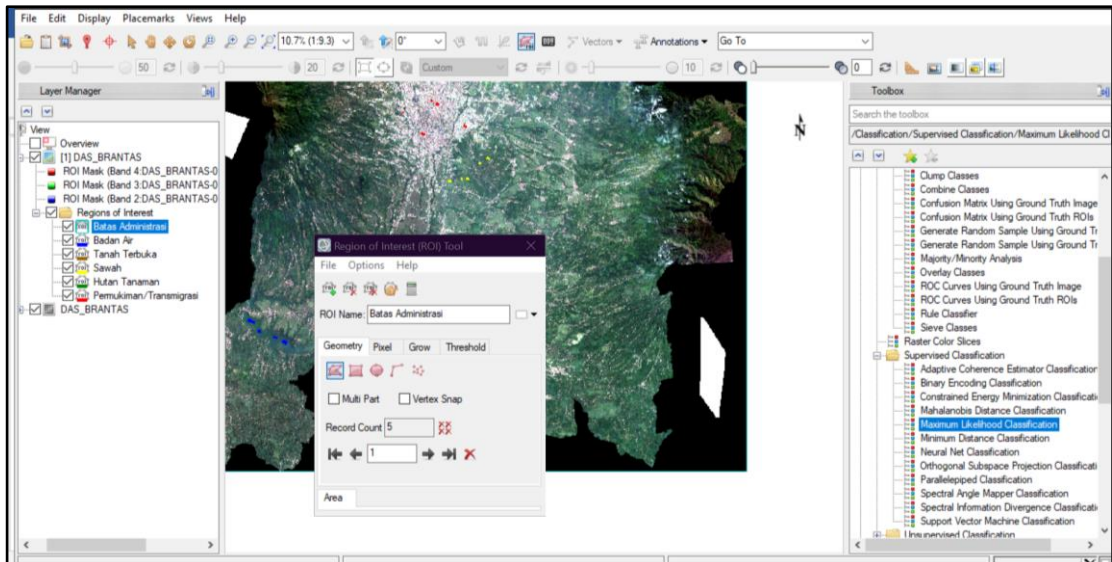 File Edit Display Placemarks Views Help
10.7% (1:9.3) 0° Vectors Annotations Go To
50 20 Custom 10 0
Layer Manager
View
Overview
[1] DAS_BRANTAS
ROI Mask (Band 4:DAS_BRANTAS-0
ROI Mask (Band 3:DAS_BRANTAS-0
ROI Mask (Band 2:DAS_BRANTAS-0
Regions of Interest
Batas Administrasi
Badan Air
Tanah Terbuka
Sawah
Hutan Tanaman
Permukiman/Transmigrasi
DAS_BRANTAS
N
Region of Interest (ROI) Tool
File Options Help
ROI Name: Batas Administrasi
Geometry Pixel Grow Threshold
Multi Part Vertex Snap
Record Count 5
1
Area
Toolbox
Search the toolbox
/Classification/Supervised Classification/Maximum Likelihood Cl
Clump Classes
Combine Classes
Confusion Matrix Using Ground Truth Image
Confusion Matrix Using Ground Truth ROIs
Generate Random Sample Using Ground Tr
Generate Random Sample Using Ground Tr
Majority/Minority Analysis
Overlay Classes
ROC Curves Using Ground Truth Image
ROC Curves Using Ground Truth ROIs
Rule Classifier
Sieve Classes
Raster Color Slices
Supervised Classification
Adaptive Coherence Estimator Classification
Binary Encoding Classification
Constrained Energy Minimization Classificati
Mahalanobis Distance Classification
Maximum Likelihood Classification
Minimum Distance Classification
Neural Net Classification
Orthogonal Subspace Projection Classificati
Parallelepiped Classification
Spectral Angle Mapper Classification
Spectral Information Divergence Classificati
Support Vector Machine Classification
Unsupervised Classification